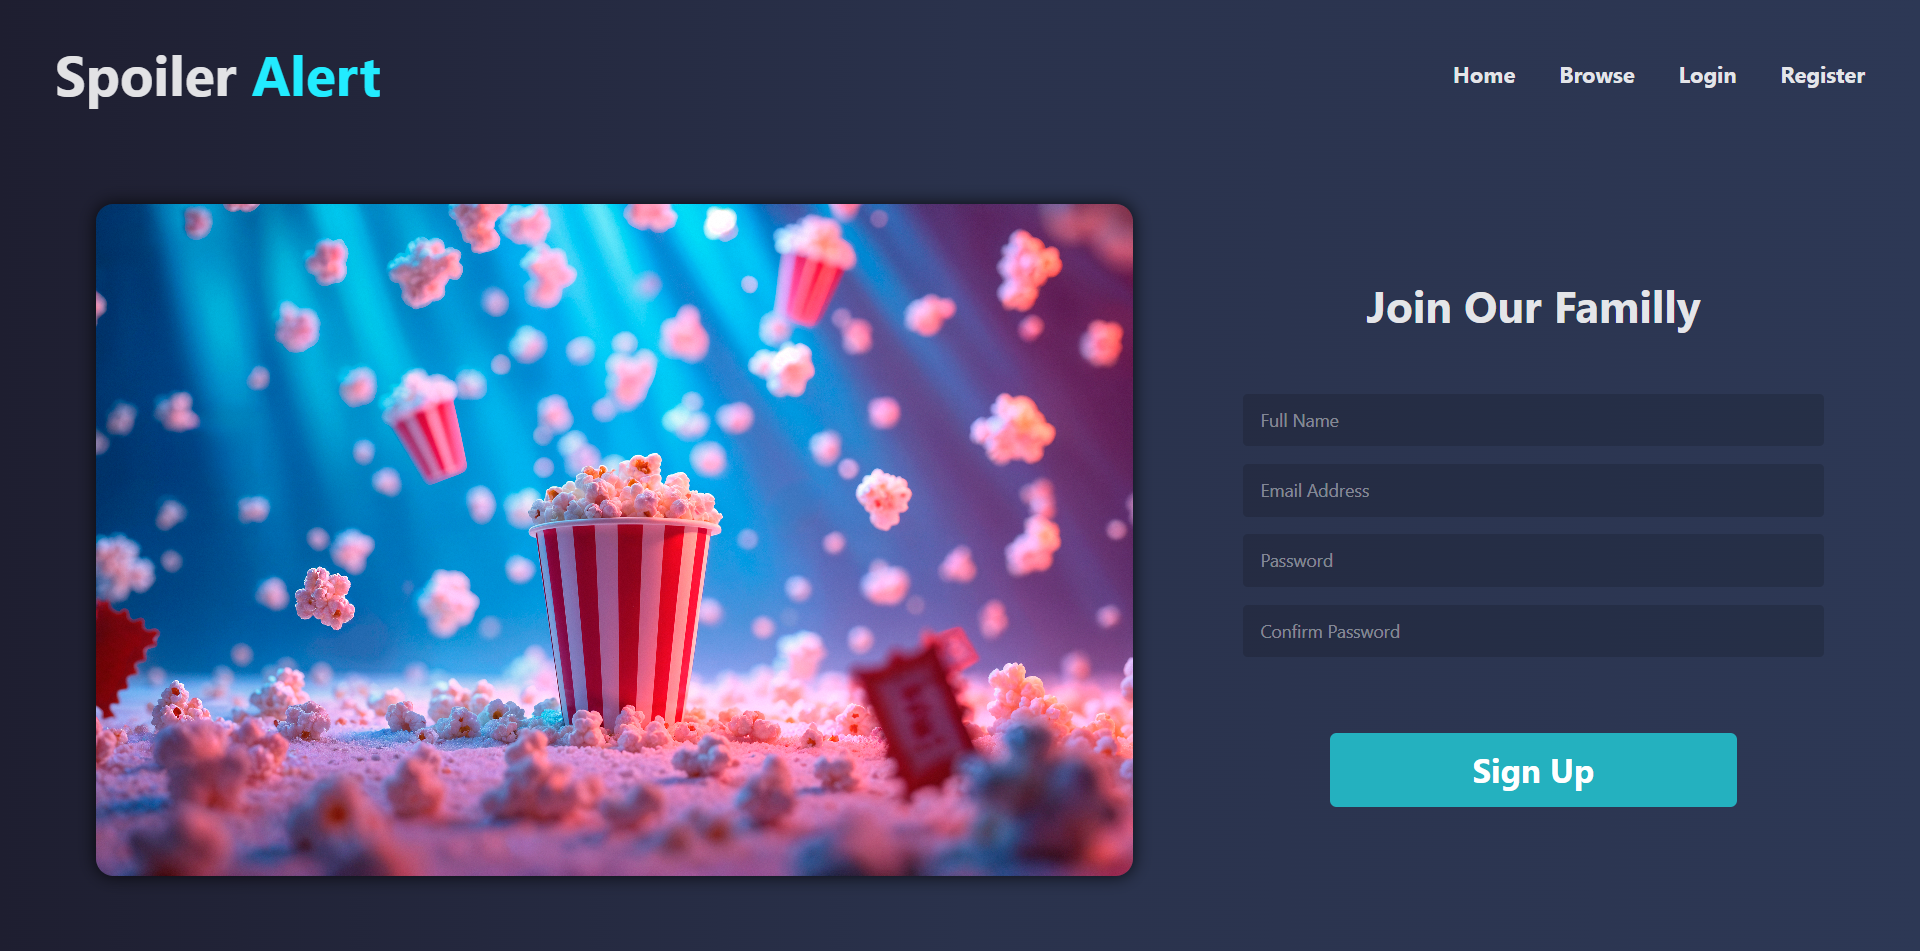 Spoiler Alert
Home Browse Login Register
Join Our Familly
Full Name
Email Address
Password
Confirm Password
Sign Up